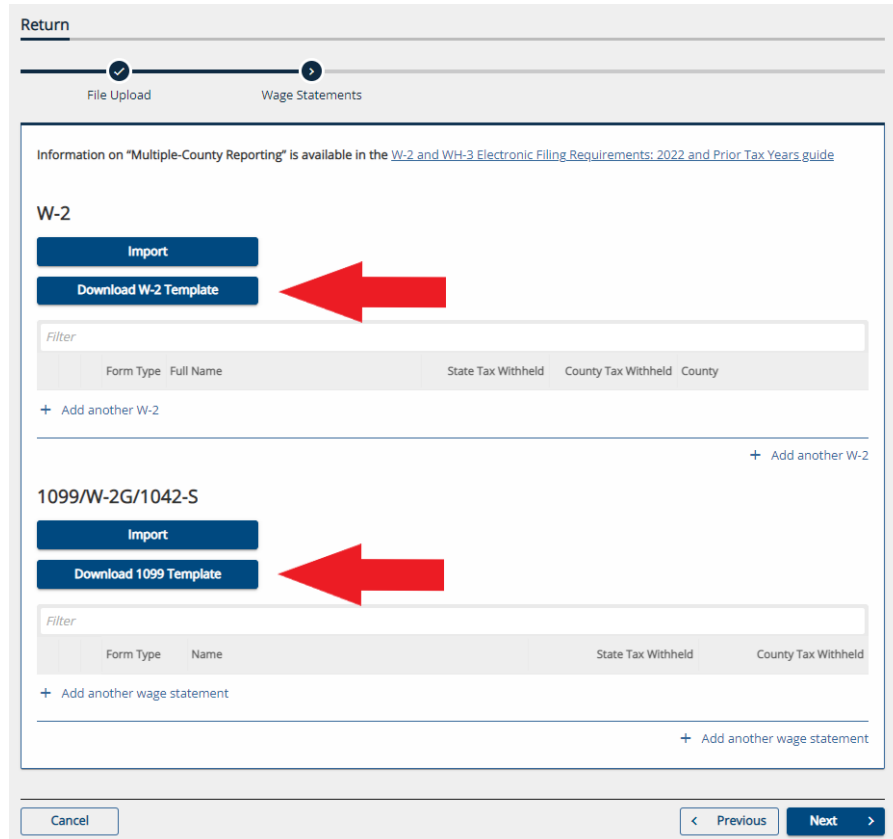 Return
File Upload
Wage Statements
Information on “Multiple-County Reporting” is available in the W-2 and WH-3 Electronic Filing Requirements: 2022 and Prior Tax Years guide
W-2
Import
Download W-2 Template
Filter
Form Type Full Name State Tax Withheld County Tax Withheld County
+ Add another W-2
+ Add another W-2
1099/W-2G/1042-S
Import
Download 1099 Template
Filter
Form Type Name State Tax Withheld County Tax Withheld
+ Add another wage statement
+ Add another wage statement
Cancel
< Previous
Next >